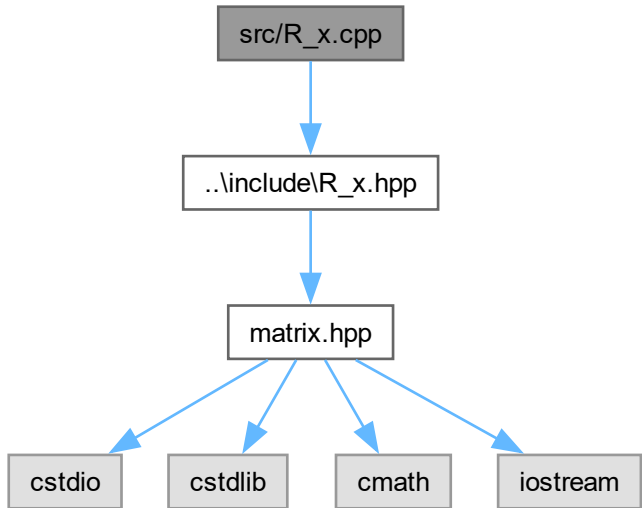 src/R_x.cpp
..\include\R_x.hpp
matrix.hpp
cstdio
cstdlib
cmath
iostream